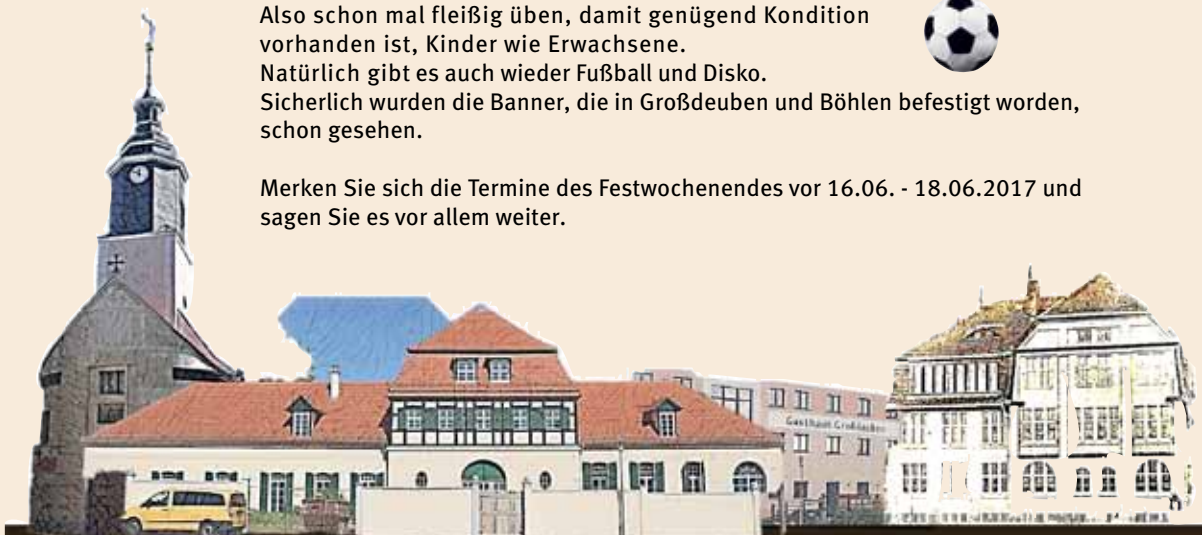 Also schon mal fleißig üben, damit genügend Kondition
vorhanden ist, Kinder wie Erwachsene.
Natürlich gibt es auch wieder Fußball und Disko.
Sicherlich wurden die Banner, die in Großdeuben und Böhlen befestigt worden,
schon gesehen.
Merken Sie sich die Termine des Festwochenendes vor 16.06. - 18.06.2017 und
sagen Sie es vor allem weiter.
Gasthaus Großdeuben